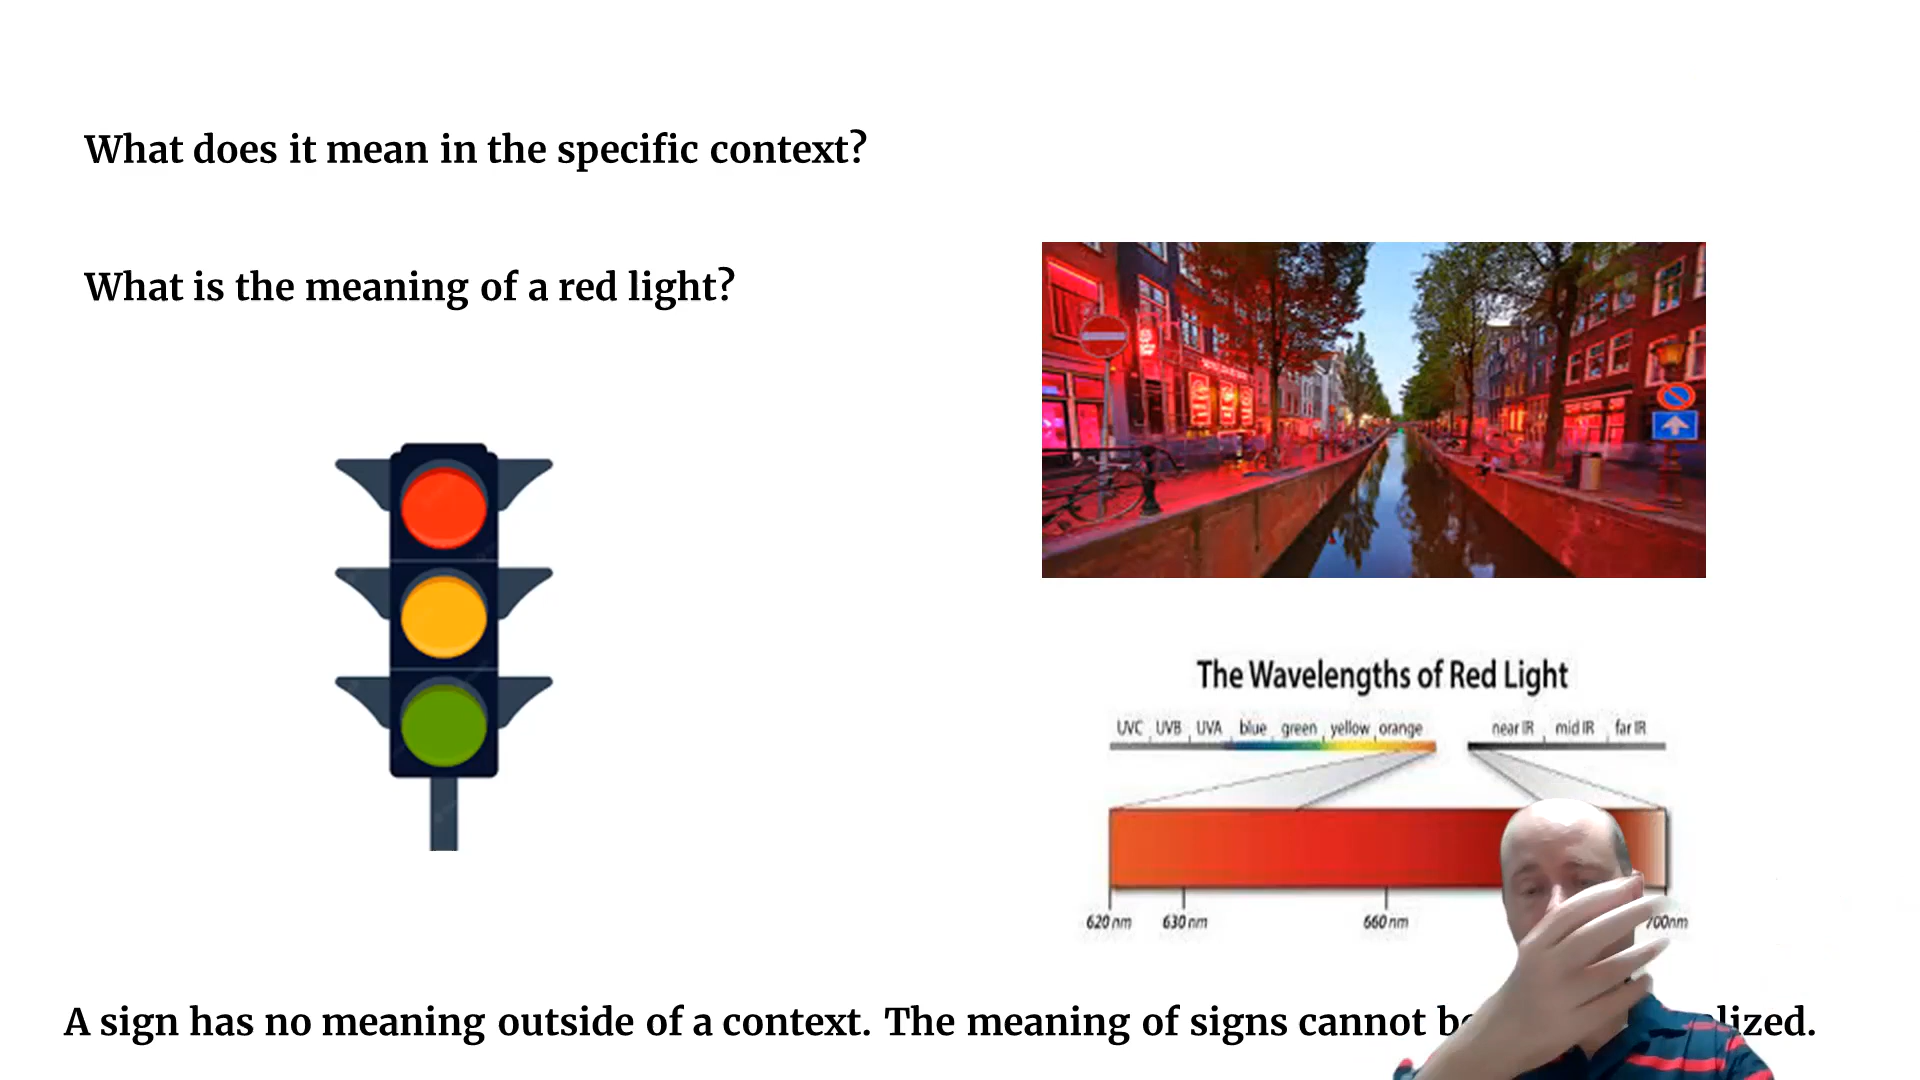 What does it mean in the specific context?
What is the meaning of a red light?
The Wavelengths of Red Light
UVC UVB UVA blue green yellow orange near IR mid IR far IR
620 nm 630 nm 660 nm 700nm
A sign has no meaning outside of a context. The meaning of signs cannot